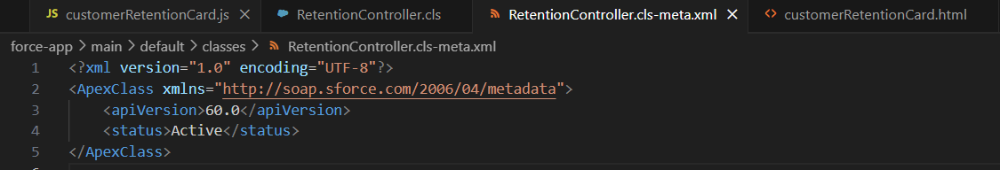 customerRetentionCard.js RetentionController.cls RetentionController.cls-meta.xml customerRetentionCard.html
force-app > main > default > classes > RetentionController.cls-meta.xml
1 <?xml version="1.0" encoding="UTF-8"?>
2 <ApexClass xmlns="http://soap.sforce.com/2006/04/metadata">
3     <apiVersion>60.0</apiVersion>
4     <status>Active</status>
5 </ApexClass>